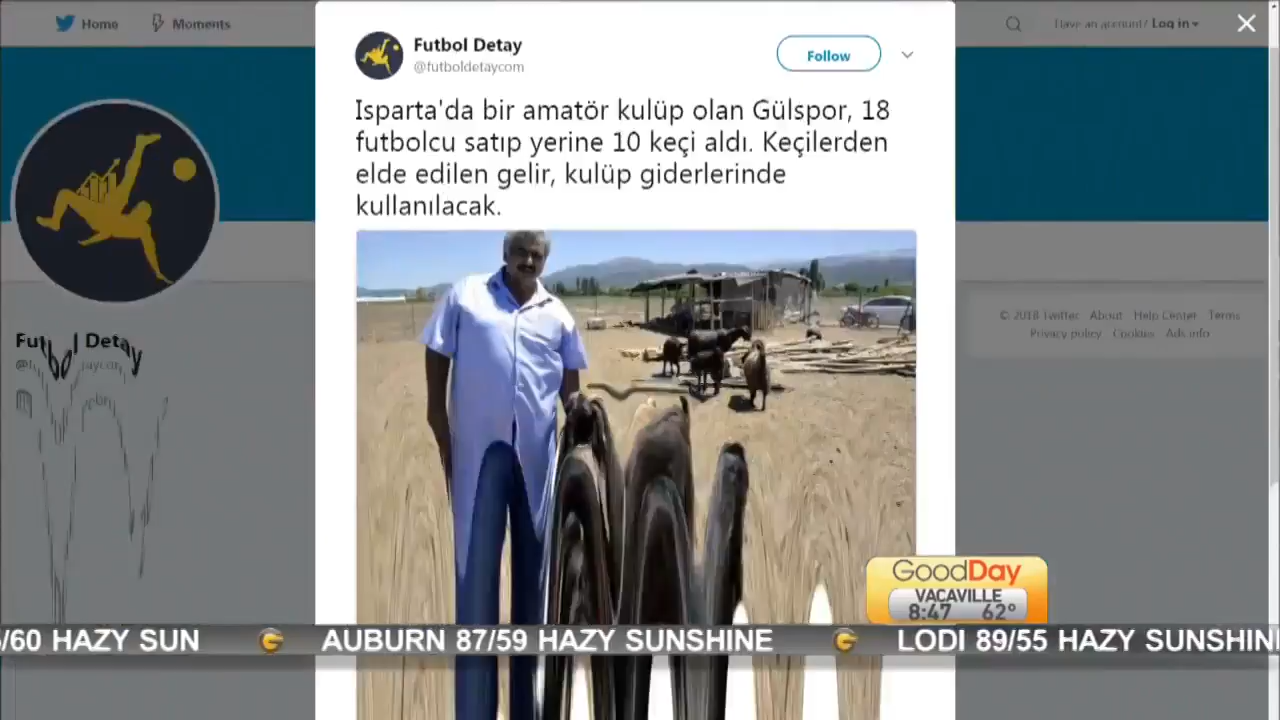 Home
Moments
Have an account? Log in
Futbol Detay
@futboldetaycom
Follow
Isparta'da bir amatör kulüp olan Gülspor, 18
futbolcu satıp yerine 10 keçi aldı. Keçilerden
elde edilen gelir, kulüp giderlerinde
kullanılacak.
Futbol Detay
© 2018 Twitter About Help Center Terms
Privacy policy Cookies Ads info
GoodDay
VACAVILLE
8:47 62°
/60 HAZY SUN
AUBURN 87/59 HAZY SUNSHINE
LODI 89/55 HAZY SUNSHIN